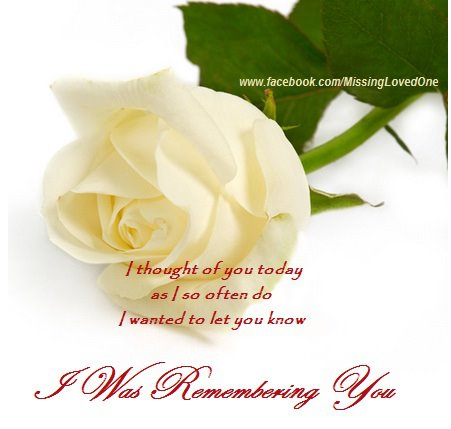 www.facebook.com/MissingLovedOne
I thought of you today
as I so often do
I wanted to let you know
I Was Remembering You